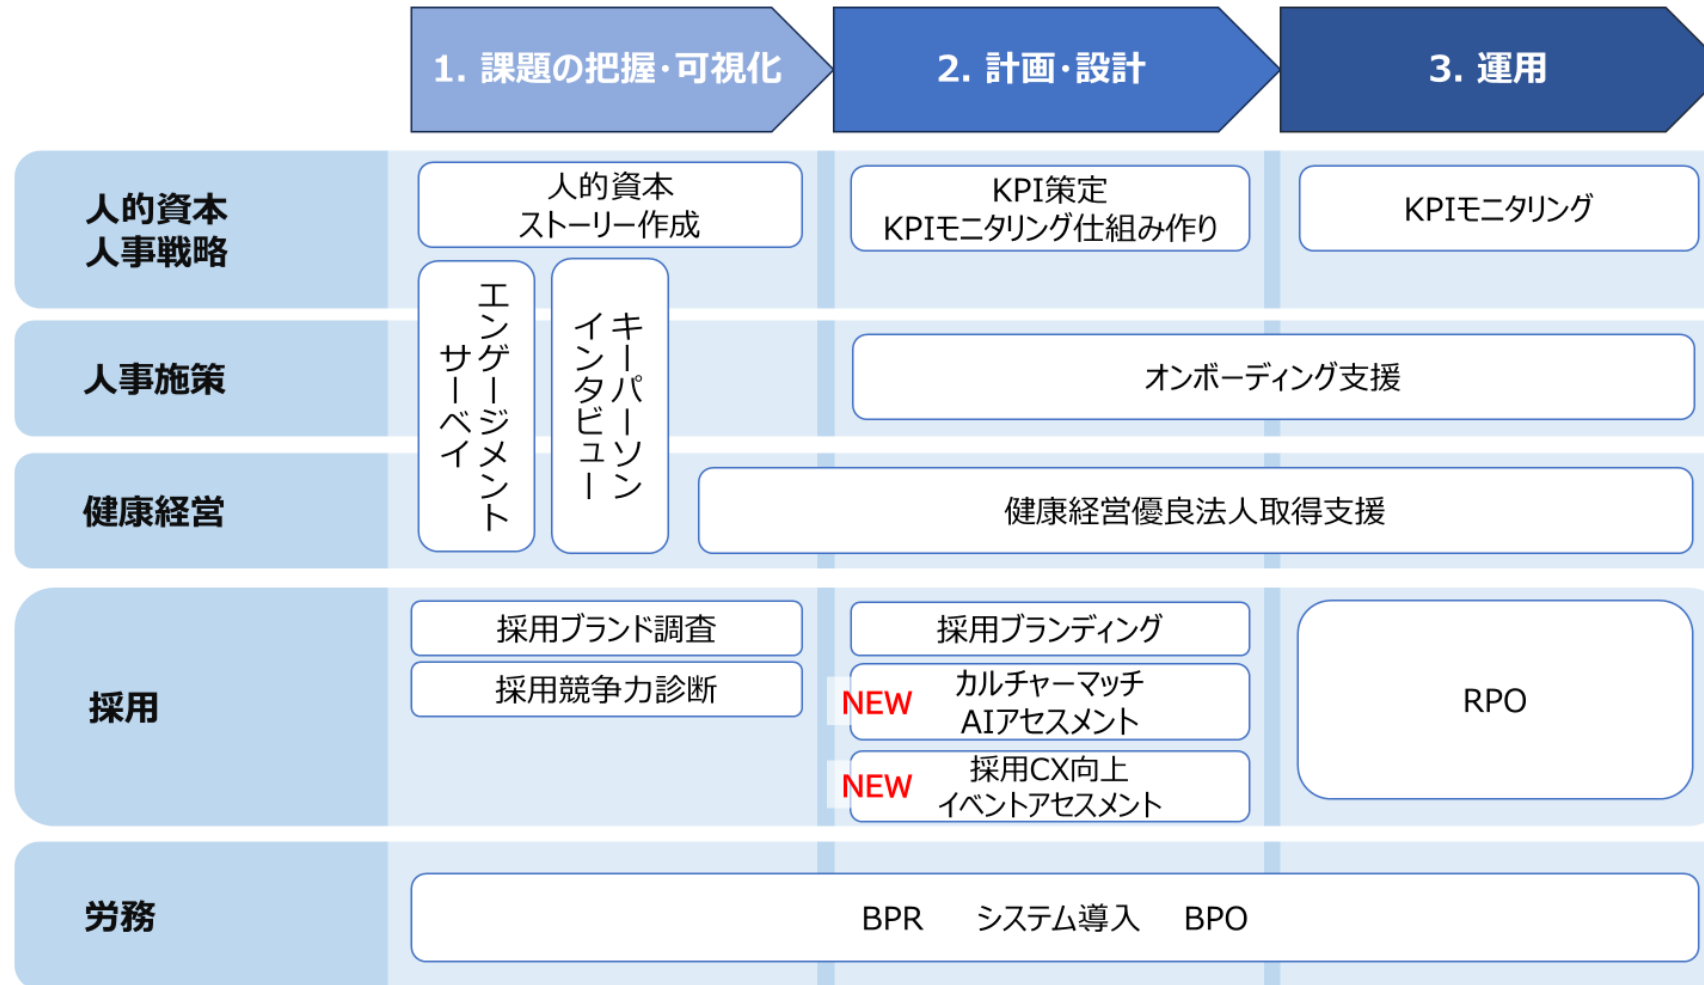 1. 課題の把握・可視化
2. 計画・設計
3. 運用
人的資本
人事戦略
人的資本
ストーリー作成
KPI策定
KPIモニタリング仕組み作り
KPIモニタリング
エンゲージメント
サーベイ
キーパーソン
インタビュー
人事施策
オンボーディング支援
健康経営
健康経営優良法人取得支援
採用
採用ブランド調査
採用競争力診断
採用ブランディング
NEW
カルチャーマッチ
AIアセスメント
NEW
採用CX向上
イベントアセスメント
RPO
労務
BPR システム導入 BPO